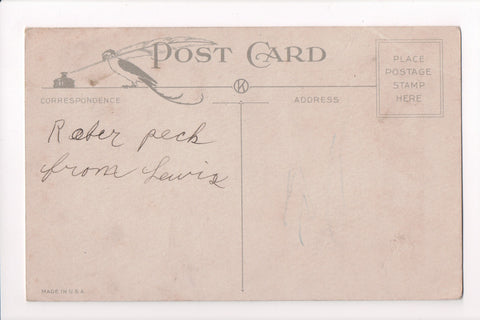 POST CARD
PLACE
POSTAGE
STAMP
HERE
K
CORRESPONDENCE
ADDRESS
Rober peck
from Lewis
MADE IN U.S.A.